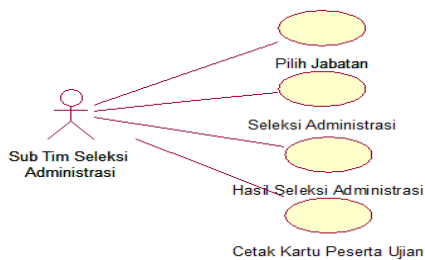 Pilih Jabatan
Seleksi Administrasi
Sub Tim Seleksi
Administrasi
Hasil Seleksi Administrasi
Cetak Kartu Peserta Ujian